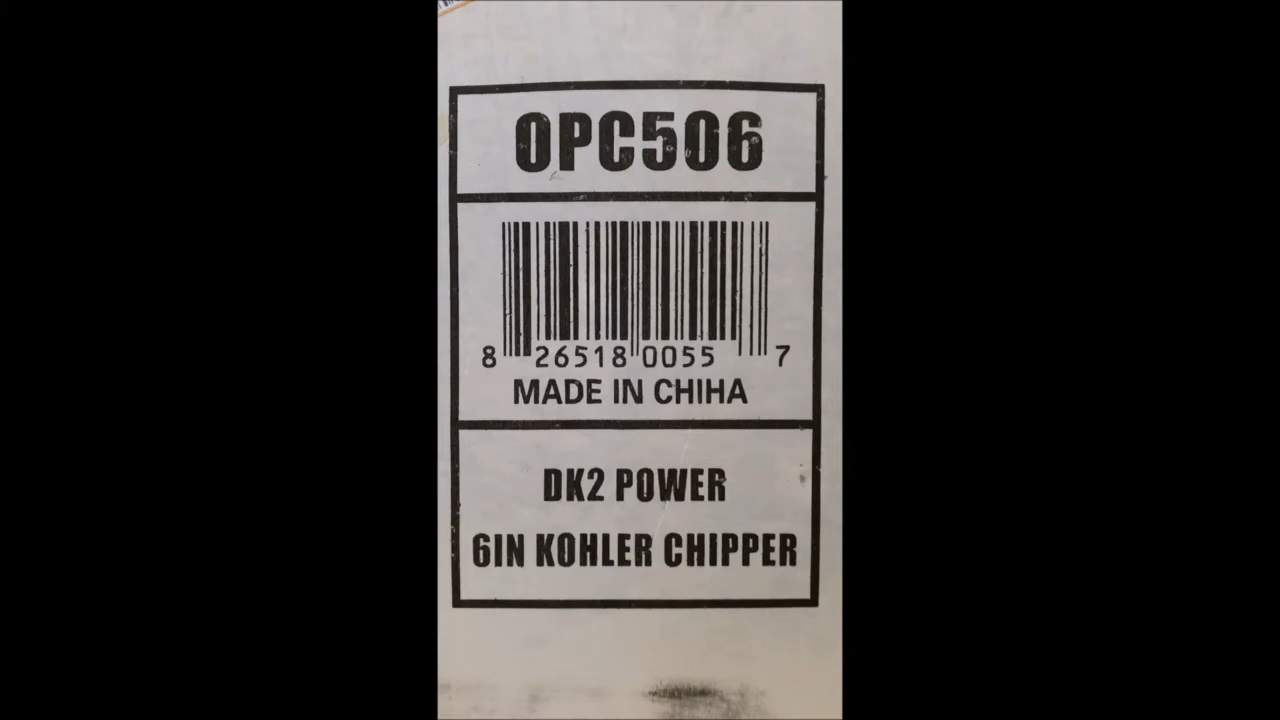 OPC506
8 26518 0055 7
MADE IN CHIHA
DK2 POWER
6IN KOHLER CHIPPER